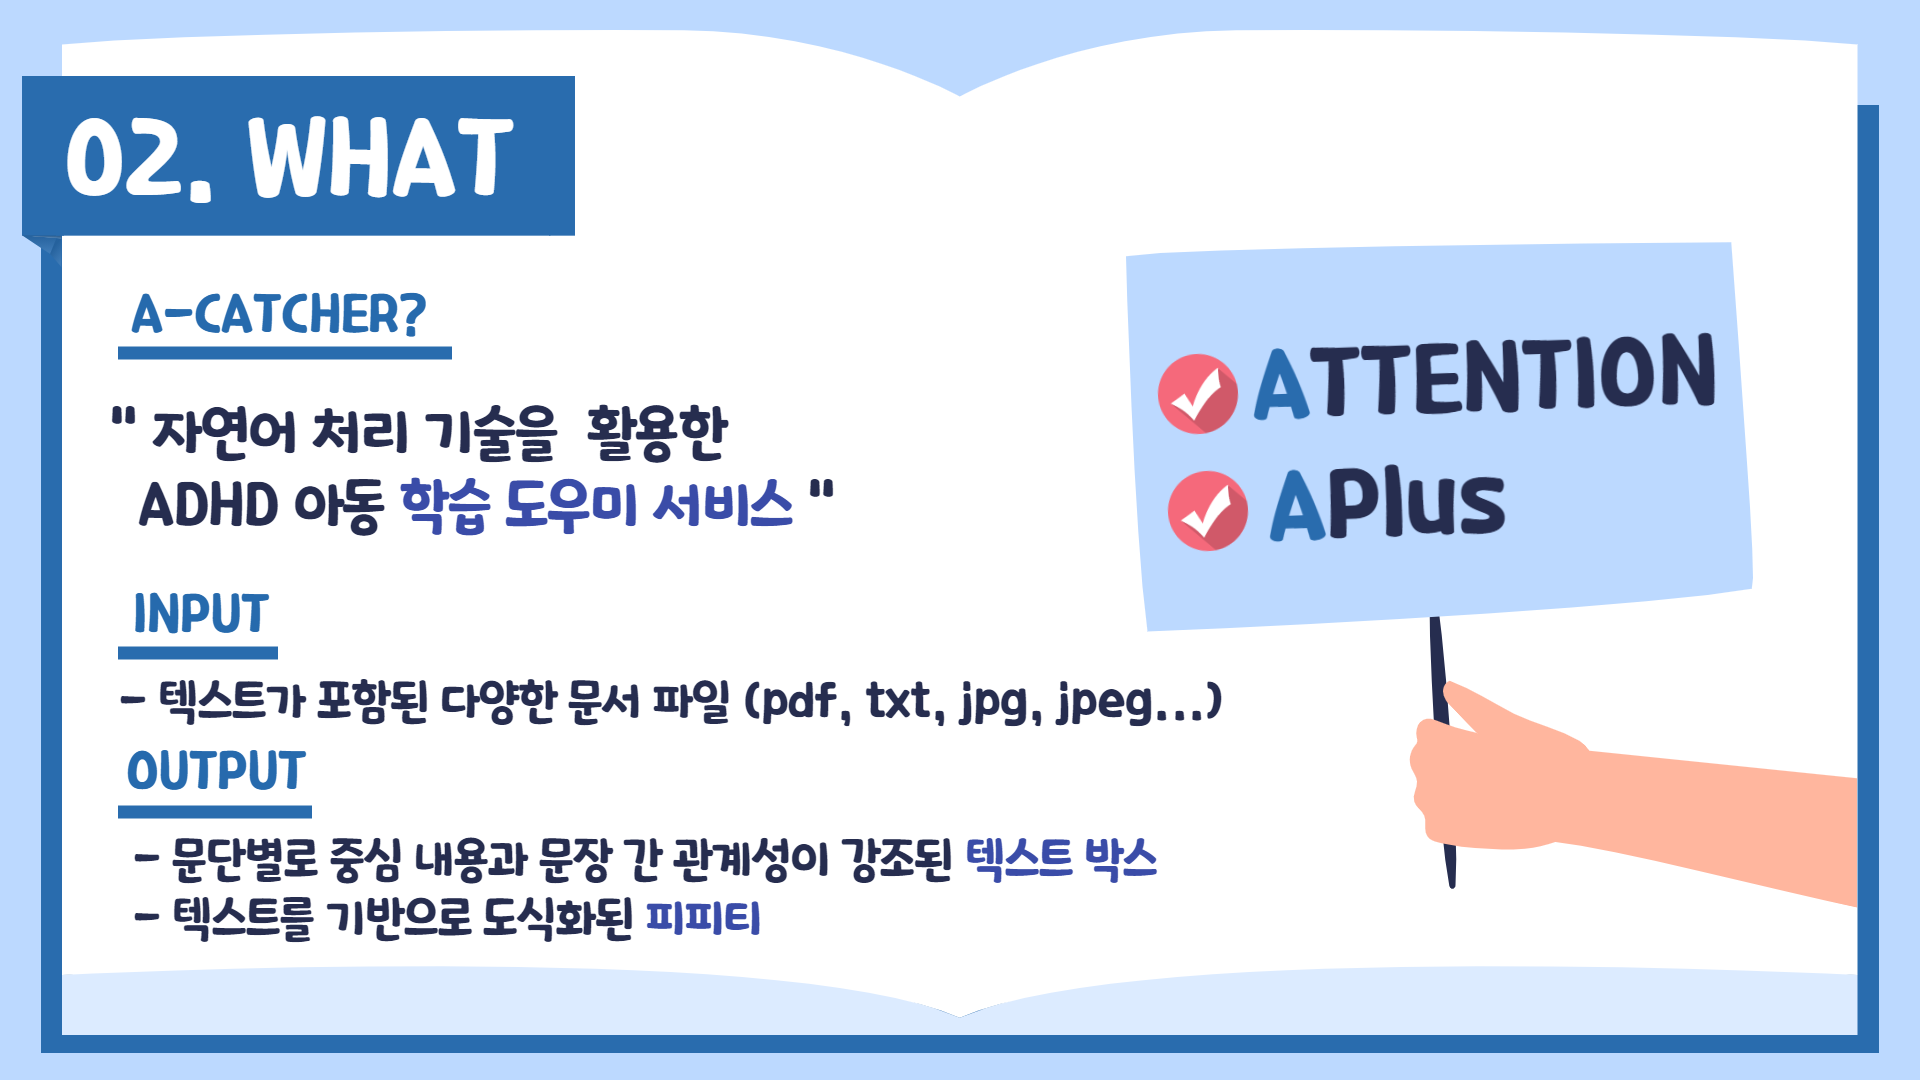 02. WHAT
A-CATCHER?
" 자연어 처리 기술을 활용한
ADHD 아동 학습 도우미 서비스 "
INPUT
- 텍스트가 포함된 다양한 문서 파일 (pdf, txt, jpg, jpeg...)
OUTPUT
- 문단별로 중심 내용과 문장 간 관계성이 강조된 텍스트 박스
- 텍스트를 기반으로 도식화된 피피티
ATTENTION
APlus